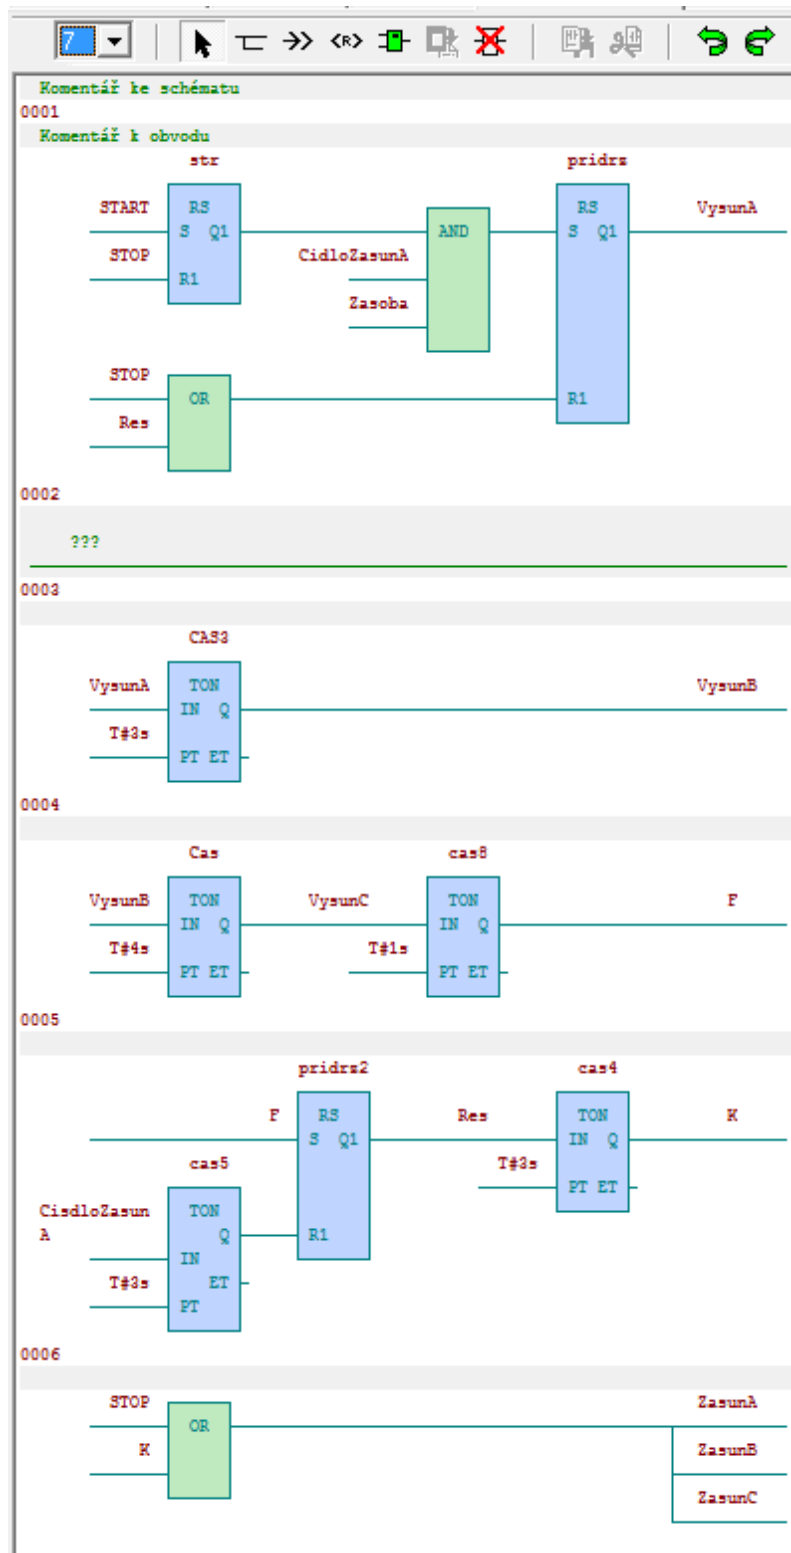 7
<R>
Komentář ke schématu
0001
Komentář k obvodu
str
pridrz
START
RS
RS
VysunA
S Q1
AND
S Q1
STOP
CidloZasunA
R1
Zasoba
STOP
OR
R1
Res
0002
???
0003
CAS3
VysunA
TON
VysunB
IN Q
T#3s
PT ET
0004
Cas
cas8
VysunB
TON
VysunC
TON
F
IN Q
IN Q
T#4s
T#1s
PT ET
PT ET
0005
pridrz2
cas4
F
RS
Res
TON
K
S Q1
IN Q
cas5
T#3s
PT ET
CisdloZasun
A
TON
Q
R1
IN
T#3s
ET
PT
0006
STOP
ZasunA
OR
K
ZasunB
ZasunC